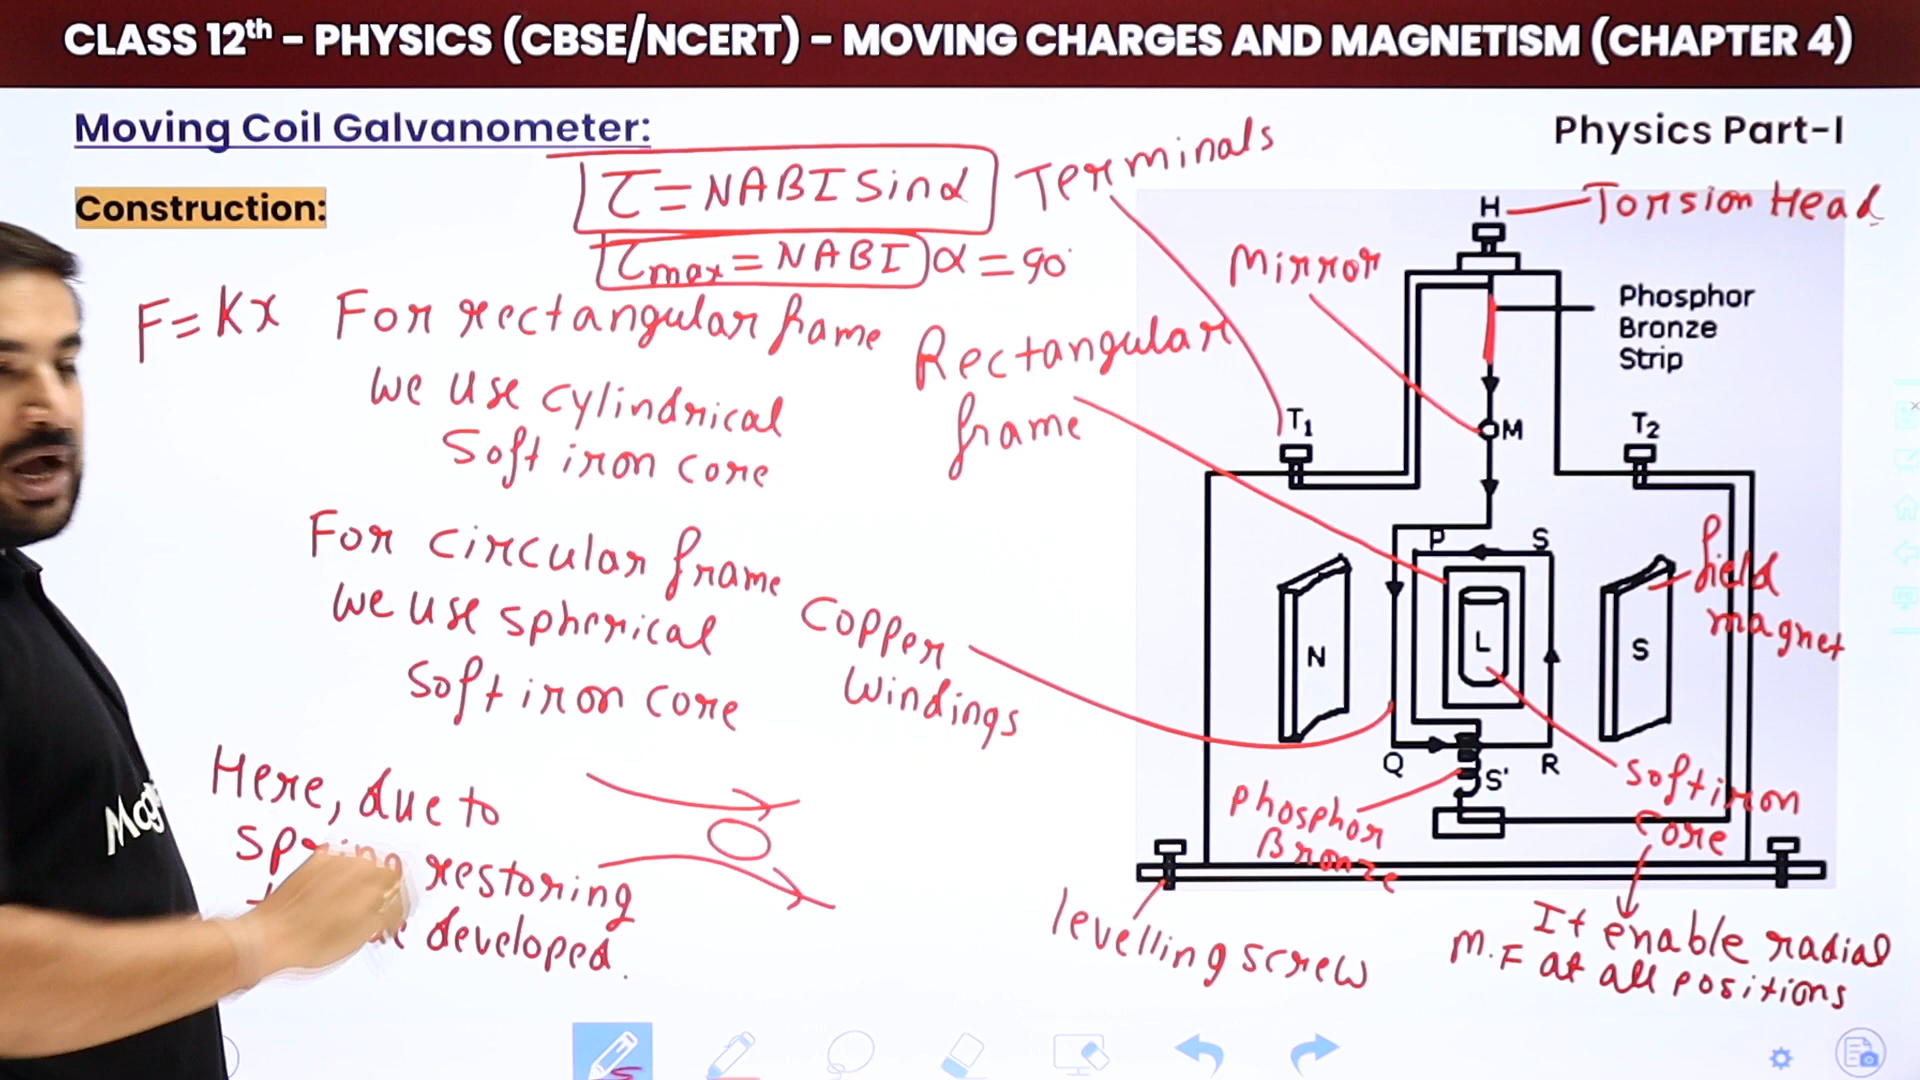 CLASS 12th – PHYSICS (CBSE/NCERT) – MOVING CHARGES AND MAGNETISM (CHAPTER 4)
Moving Coil Galvanometer:
Physics Part-I
Construction:
τ = NABI Sinα
τmax = NABI α = 90°
F = Kx
For rectangular frame
we use cylindrical
Soft iron core
For circular frame
we use spherical
Soft iron core
Here, due to
spring restoring
developed.
Terminals
Mirror
Rectangular
frame
Copper
windings
H
Torsion Head
Phosphor
Bronze
Strip
M
T1
T2
P
S
N
L
S
field
magnet
Q
S'
R
phosphor
Bronze
soft iron
core
levelling screw
It enable radial
M.F at all positions